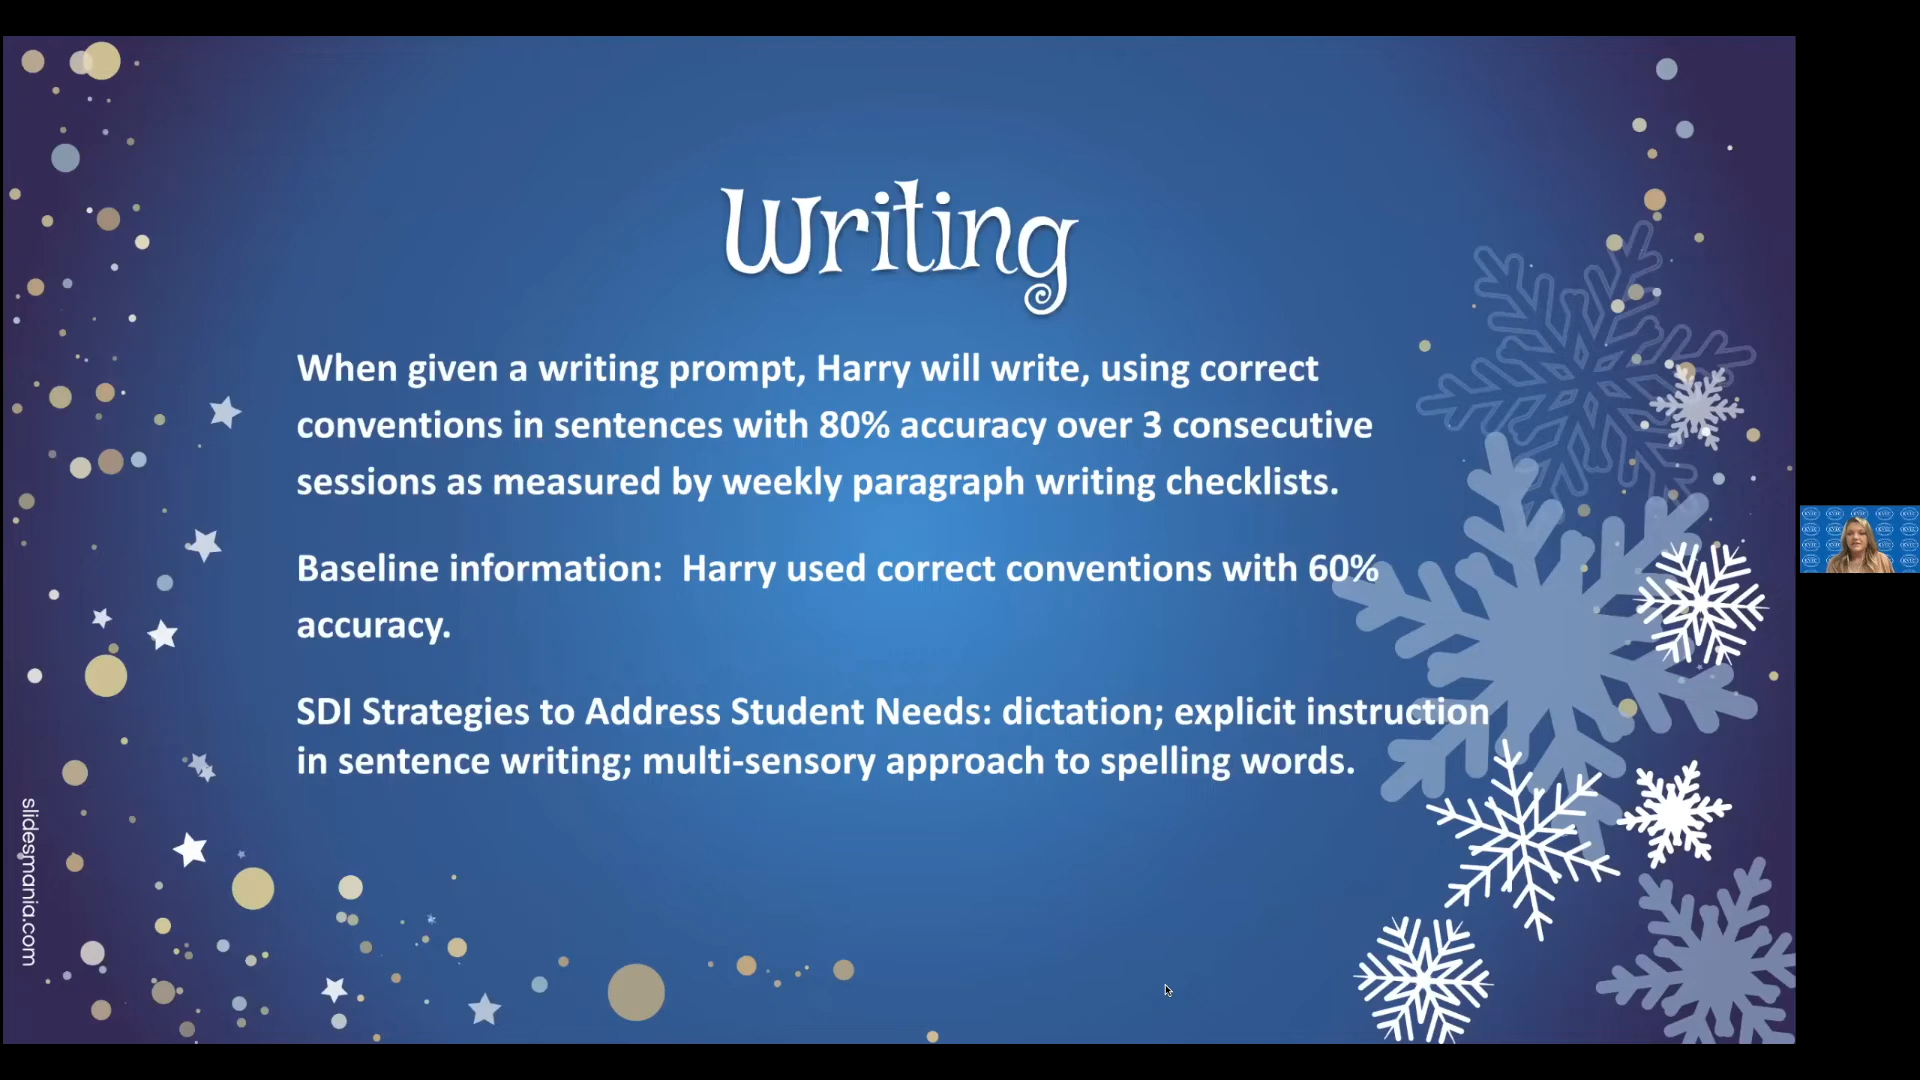 Writing
When given a writing prompt, Harry will write, using correct
conventions in sentences with 80% accuracy over 3 consecutive
sessions as measured by weekly paragraph writing checklists.
Baseline information:  Harry used correct conventions with 60%
accuracy.
SDI Strategies to Address Student Needs: dictation; explicit instruction
in sentence writing; multi-sensory approach to spelling words.
slidesmania.com